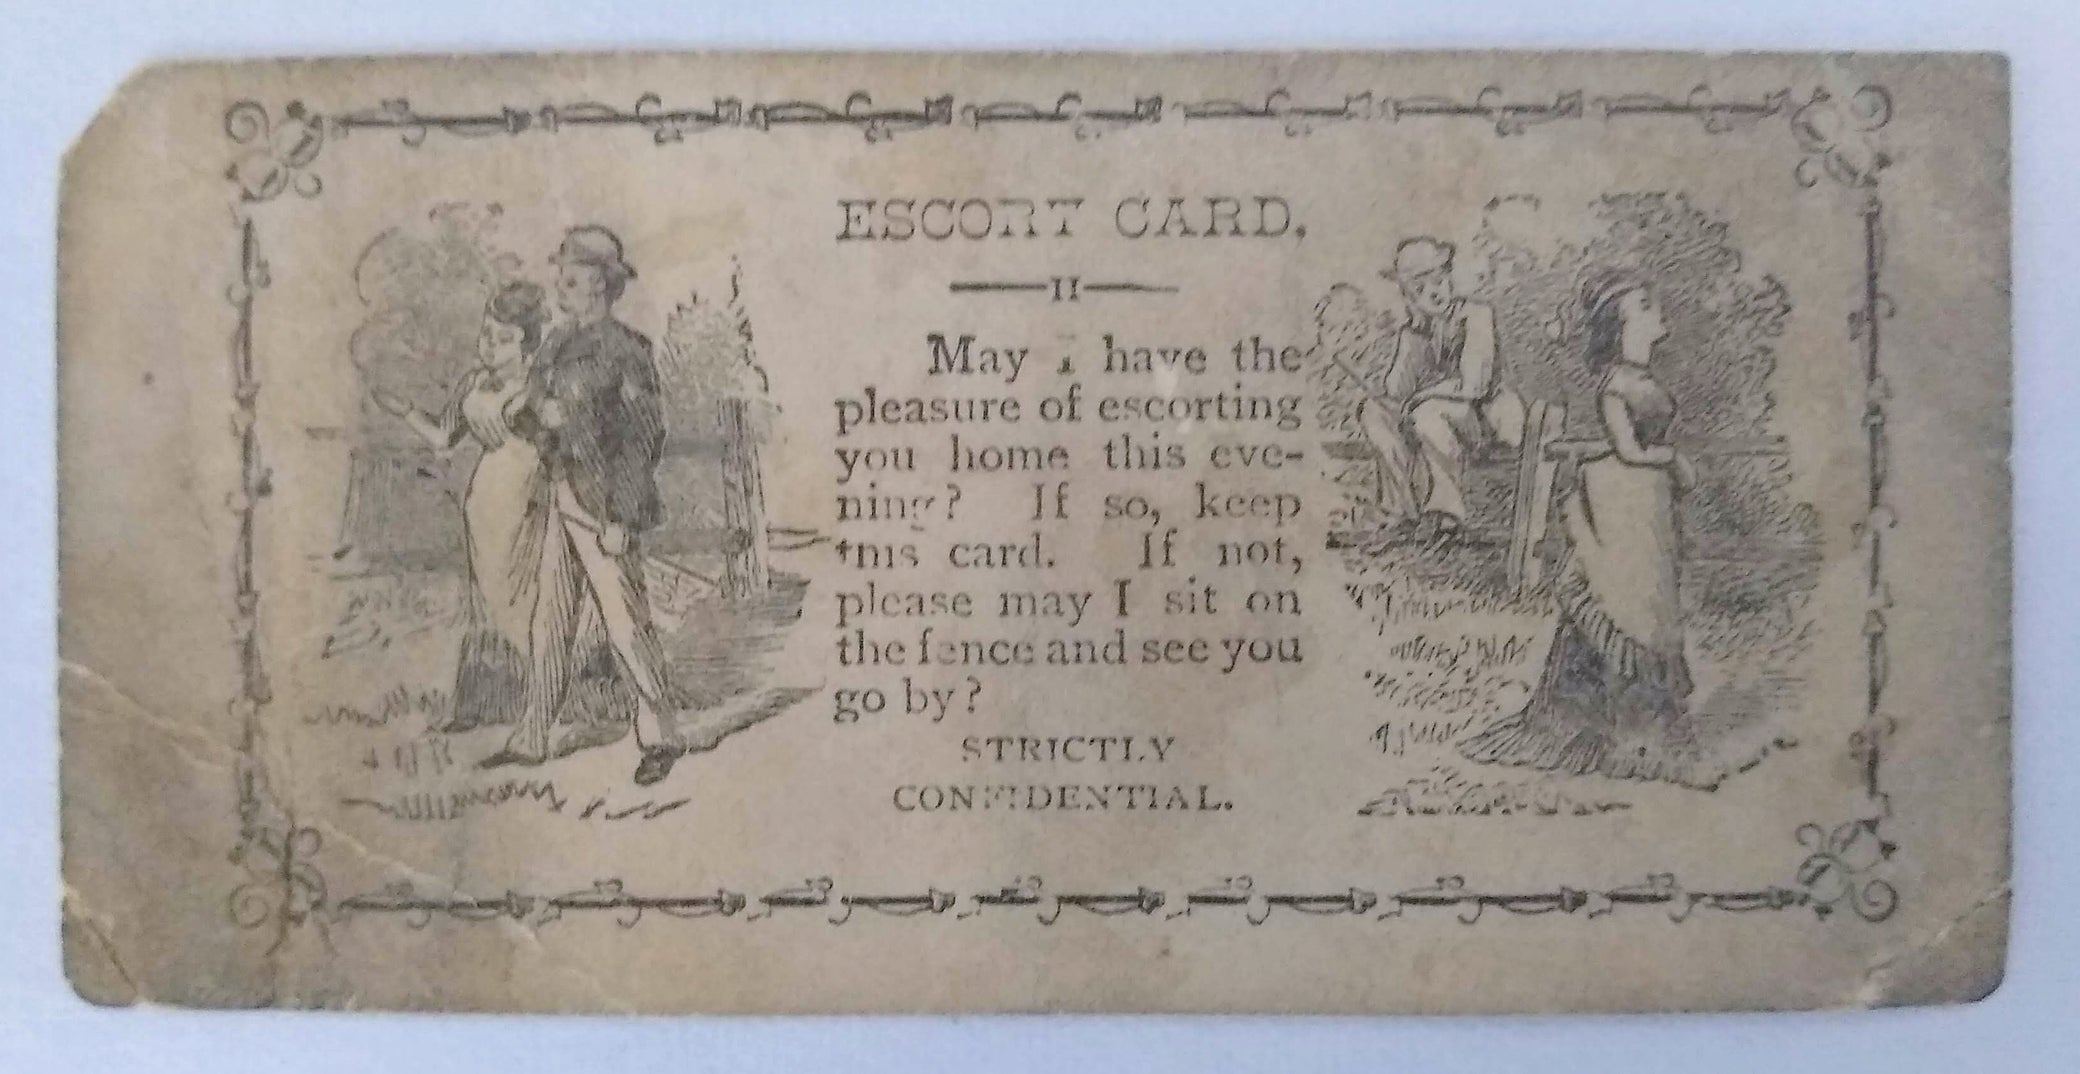 ESCORT CARD,
May I have the
pleasure of escorting
you home this eve-
ning? If so, keep
this card. If not,
please may I sit on
the fence and see you
go by?
STRICTLY
CONFIDENTIAL.